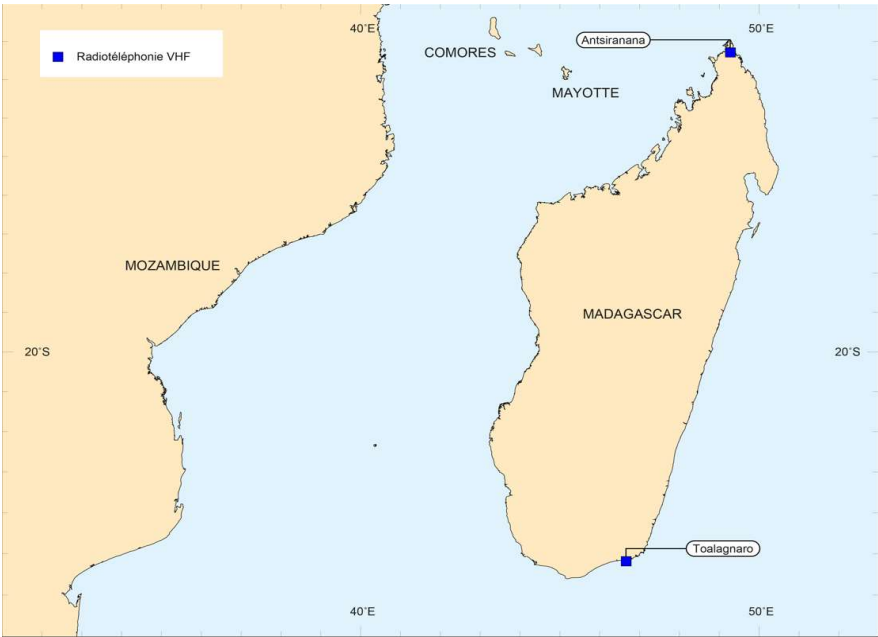 40°E
50°E
Antsiranana
COMORES
Radiotéléphonie VHF
MAYOTTE
MOZAMBIQUE
MADAGASCAR
20°S
20°S
Toalagnaro
40°E
50°E